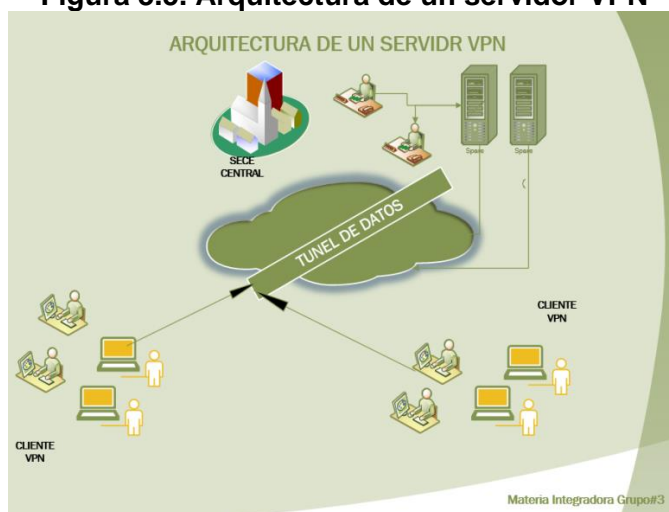 Figura 3.3. Arquitectura de un servidor VPN
ARQUITECTURA DE UN SERVIDR VPN
SECE
CENTRAL
Spare
Spare
TUNEL DE DATOS
CLIENTE
VPN
CLIENTE
VPN
Materia Integradora Grupo#3